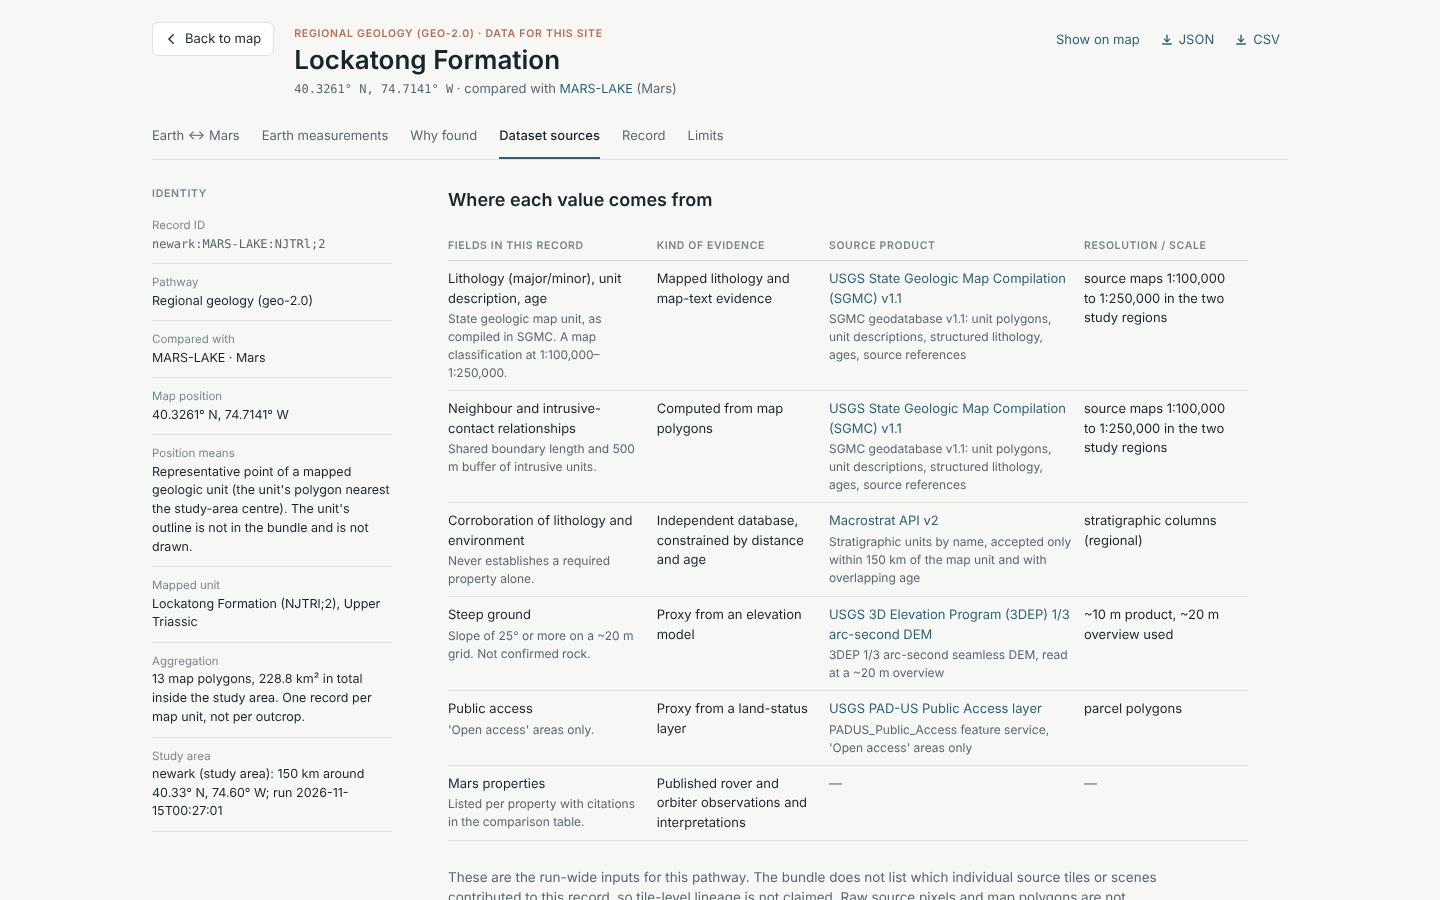 Back to map
REGIONAL GEOLOGY (GEO-2.0) · DATA FOR THIS SITE
Lockatong Formation
40.3261° N, 74.7141° W · compared with MARS-LAKE (Mars)
Show on map
JSON
CSV
Earth ↔ Mars
Earth measurements
Why found
Dataset sources
Record
Limits
IDENTITY
Record ID
newark:MARS-LAKE:NJTRl;2
Pathway
Regional geology (geo-2.0)
Compared with
MARS-LAKE · Mars
Map position
40.3261° N, 74.7141° W
Position means
Representative point of a mapped
geologic unit (the unit's polygon nearest
the study-area centre). The unit's
outline is not in the bundle and is not
drawn.
Mapped unit
Lockatong Formation (NJTRl;2), Upper
Triassic
Aggregation
13 map polygons, 228.8 km² in total
inside the study area. One record per
map unit, not per outcrop.
Study area
newark (study area): 150 km around
40.33° N, 74.60° W; run 2026-11-
15T00:27:01
Where each value comes from
FIELDS IN THIS RECORD
KIND OF EVIDENCE
SOURCE PRODUCT
RESOLUTION / SCALE
Lithology (major/minor), unit
description, age
State geologic map unit, as
compiled in SGMC. A map
classification at 1:100,000–
1:250,000.
Mapped lithology and
map-text evidence
USGS State Geologic Map Compilation
(SGMC) v1.1
SGMC geodatabase v1.1: unit polygons,
unit descriptions, structured lithology,
ages, source references
source maps 1:100,000
to 1:250,000 in the two
study regions
Neighbour and intrusive-
contact relationships
Shared boundary length and 500
m buffer of intrusive units.
Computed from map
polygons
USGS State Geologic Map Compilation
(SGMC) v1.1
SGMC geodatabase v1.1: unit polygons,
unit descriptions, structured lithology,
ages, source references
source maps 1:100,000
to 1:250,000 in the two
study regions
Corroboration of lithology and
environment
Never establishes a required
property alone.
Independent database,
constrained by distance
and age
Macrostrat API v2
Stratigraphic units by name, accepted only
within 150 km of the map unit and with
overlapping age
stratigraphic columns
(regional)
Steep ground
Slope of 25° or more on a ~20 m
grid. Not confirmed rock.
Proxy from an elevation
model
USGS 3D Elevation Program (3DEP) 1/3
arc-second DEM
3DEP 1/3 arc-second seamless DEM, read
at a ~20 m overview
~10 m product, ~20 m
overview used
Public access
'Open access' areas only.
Proxy from a land-status
layer
USGS PAD-US Public Access layer
PADUS_Public_Access feature service,
'Open access' areas only
parcel polygons
Mars properties
Listed per property with citations
in the comparison table.
Published rover and
orbiter observations and
interpretations
—
—
These are the run-wide inputs for this pathway. The bundle does not list which individual source tiles or scenes
contributed to this record, so tile-level lineage is not claimed. Raw source pixels and map polygons are not